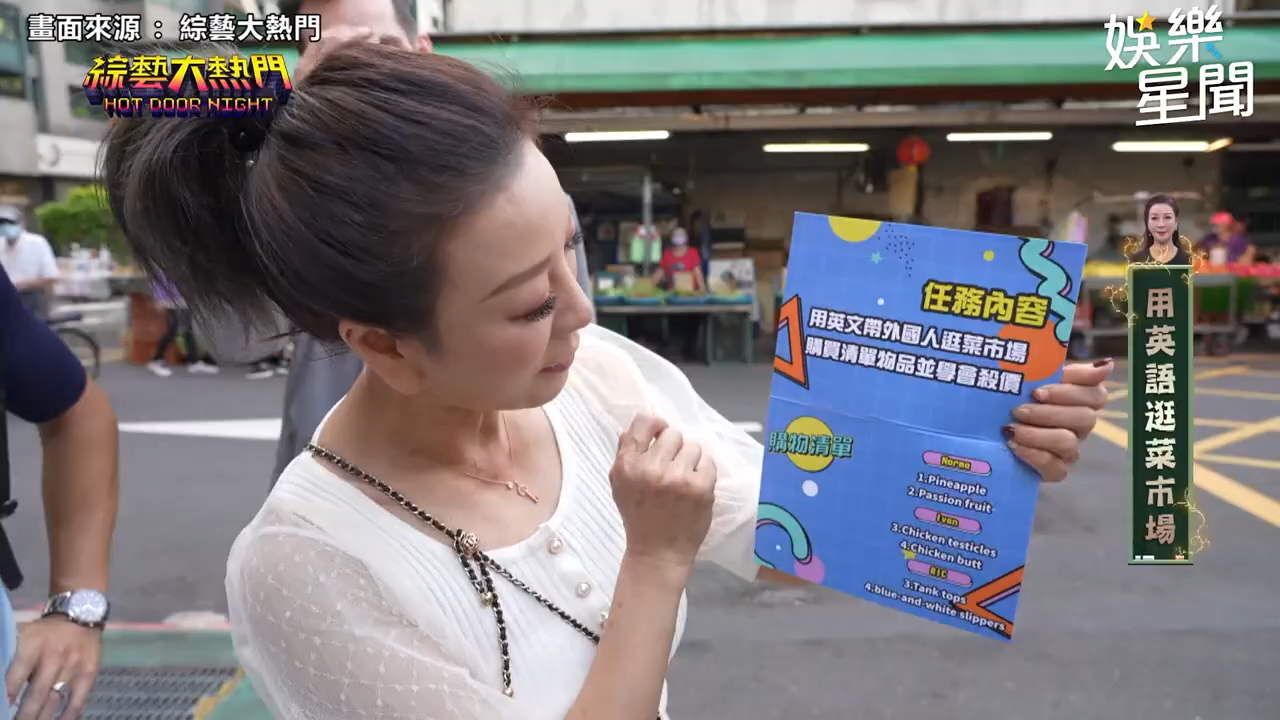 畫面來源：綜藝大熱門
綜藝大熱門
HOT DOOR NIGHT
娛樂
星聞
任務內容
用英文帶外國人逛菜市場
購買清單物品並學會殺價
購物清單
Norma
1.Pineapple
2.Passion fruit
Ivan
3.Chicken testicles
4.Chicken butt
RIC
3.Tank tops
4.blue-and-white slippers
用英語逛菜市場